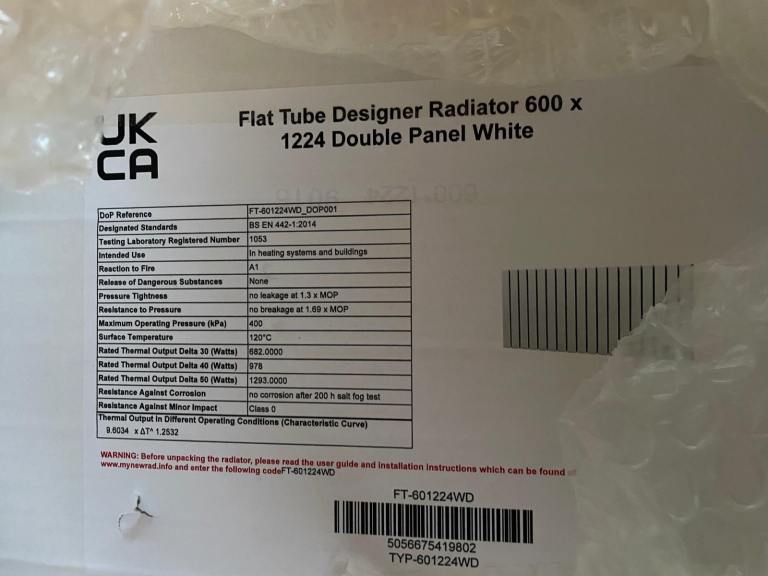 UK
CA
Flat Tube Designer Radiator 600 x
1224 Double Panel White
DoP Reference FT-601224WD_DOP001
Designated Standards BS EN 442-1:2014
Testing Laboratory Registered Number 1053
Intended Use In heating systems and buildings
Reaction to Fire A1
Release of Dangerous Substances None
Pressure Tightness no leakage at 1.3 x MOP
Resistance to Pressure no breakage at 1.69 x MOP
Maximum Operating Pressure (kPa) 400
Surface Temperature 120°C
Rated Thermal Output Delta 30 (Watts) 682.0000
Rated Thermal Output Delta 40 (Watts) 978
Rated Thermal Output Delta 50 (Watts) 1293.0000
Resistance Against Corrosion no corrosion after 200 h salt fog test
Resistance Against Minor Impact Class 0
Thermal Output in Different Operating Conditions (Characteristic Curve)
9.6034 x ΔT^ 1.2532
WARNING: Before unpacking the radiator, please read the user guide and installation instructions which can be found
www.mynewrad.info and enter the following codeFT-601224WD
FT-601224WD
5056675419802
TYP-601224WD